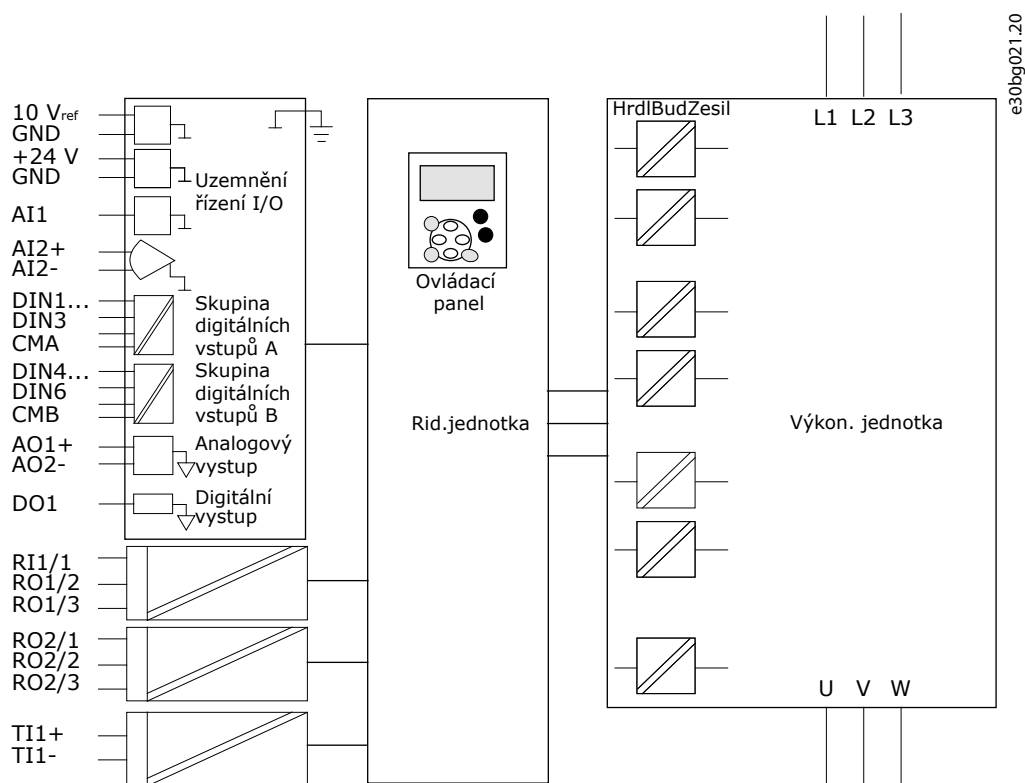 e30bg021.20
10 Vref
GND
+24 V
GND
AI1
AI2+
AI2-
DIN1...
DIN3
CMA
DIN4...
DIN6
CMB
AO1+
AO2-
DO1
RI1/1
RO1/2
RO1/3
RO2/1
RO2/2
RO2/3
TI1+
TI1-
Uzemnění
řízení I/O
Skupina
digitálních
vstupů A
Skupina
digitálních
vstupů B
Analogový
vystup
Digitální
vystup
Ovládací
panel
Rid.jednotka
HrdlBudZesil
L1 L2 L3
Výkon. jednotka
U V W